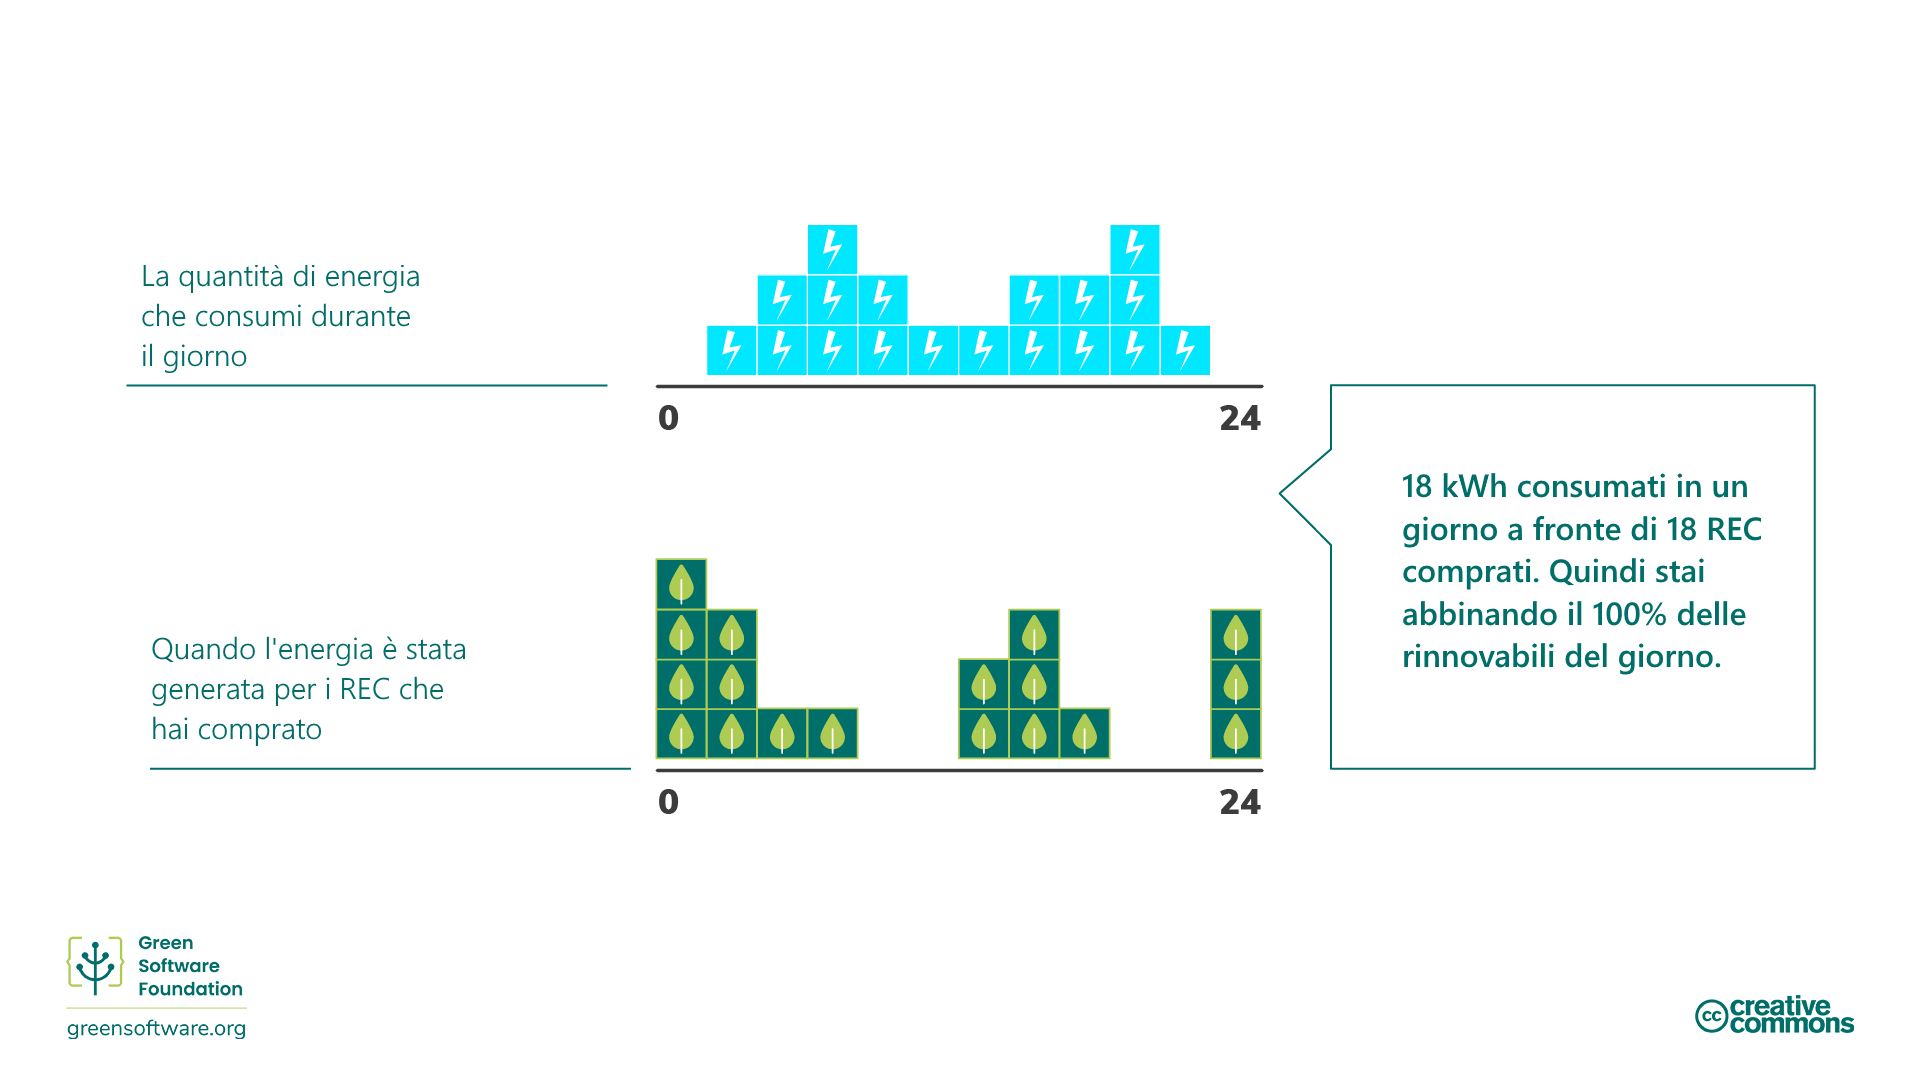 La quantità di energia
che consumi durante
il giorno
0
24
18 kWh consumati in un
giorno a fronte di 18 REC
comprati. Quindi stai
abbinando il 100% delle
rinnovabili del giorno.
Quando l'energia è stata
generata per i REC che
hai comprato
0
24
Green
Software
Foundation
greensoftware.org
cc creative
commons